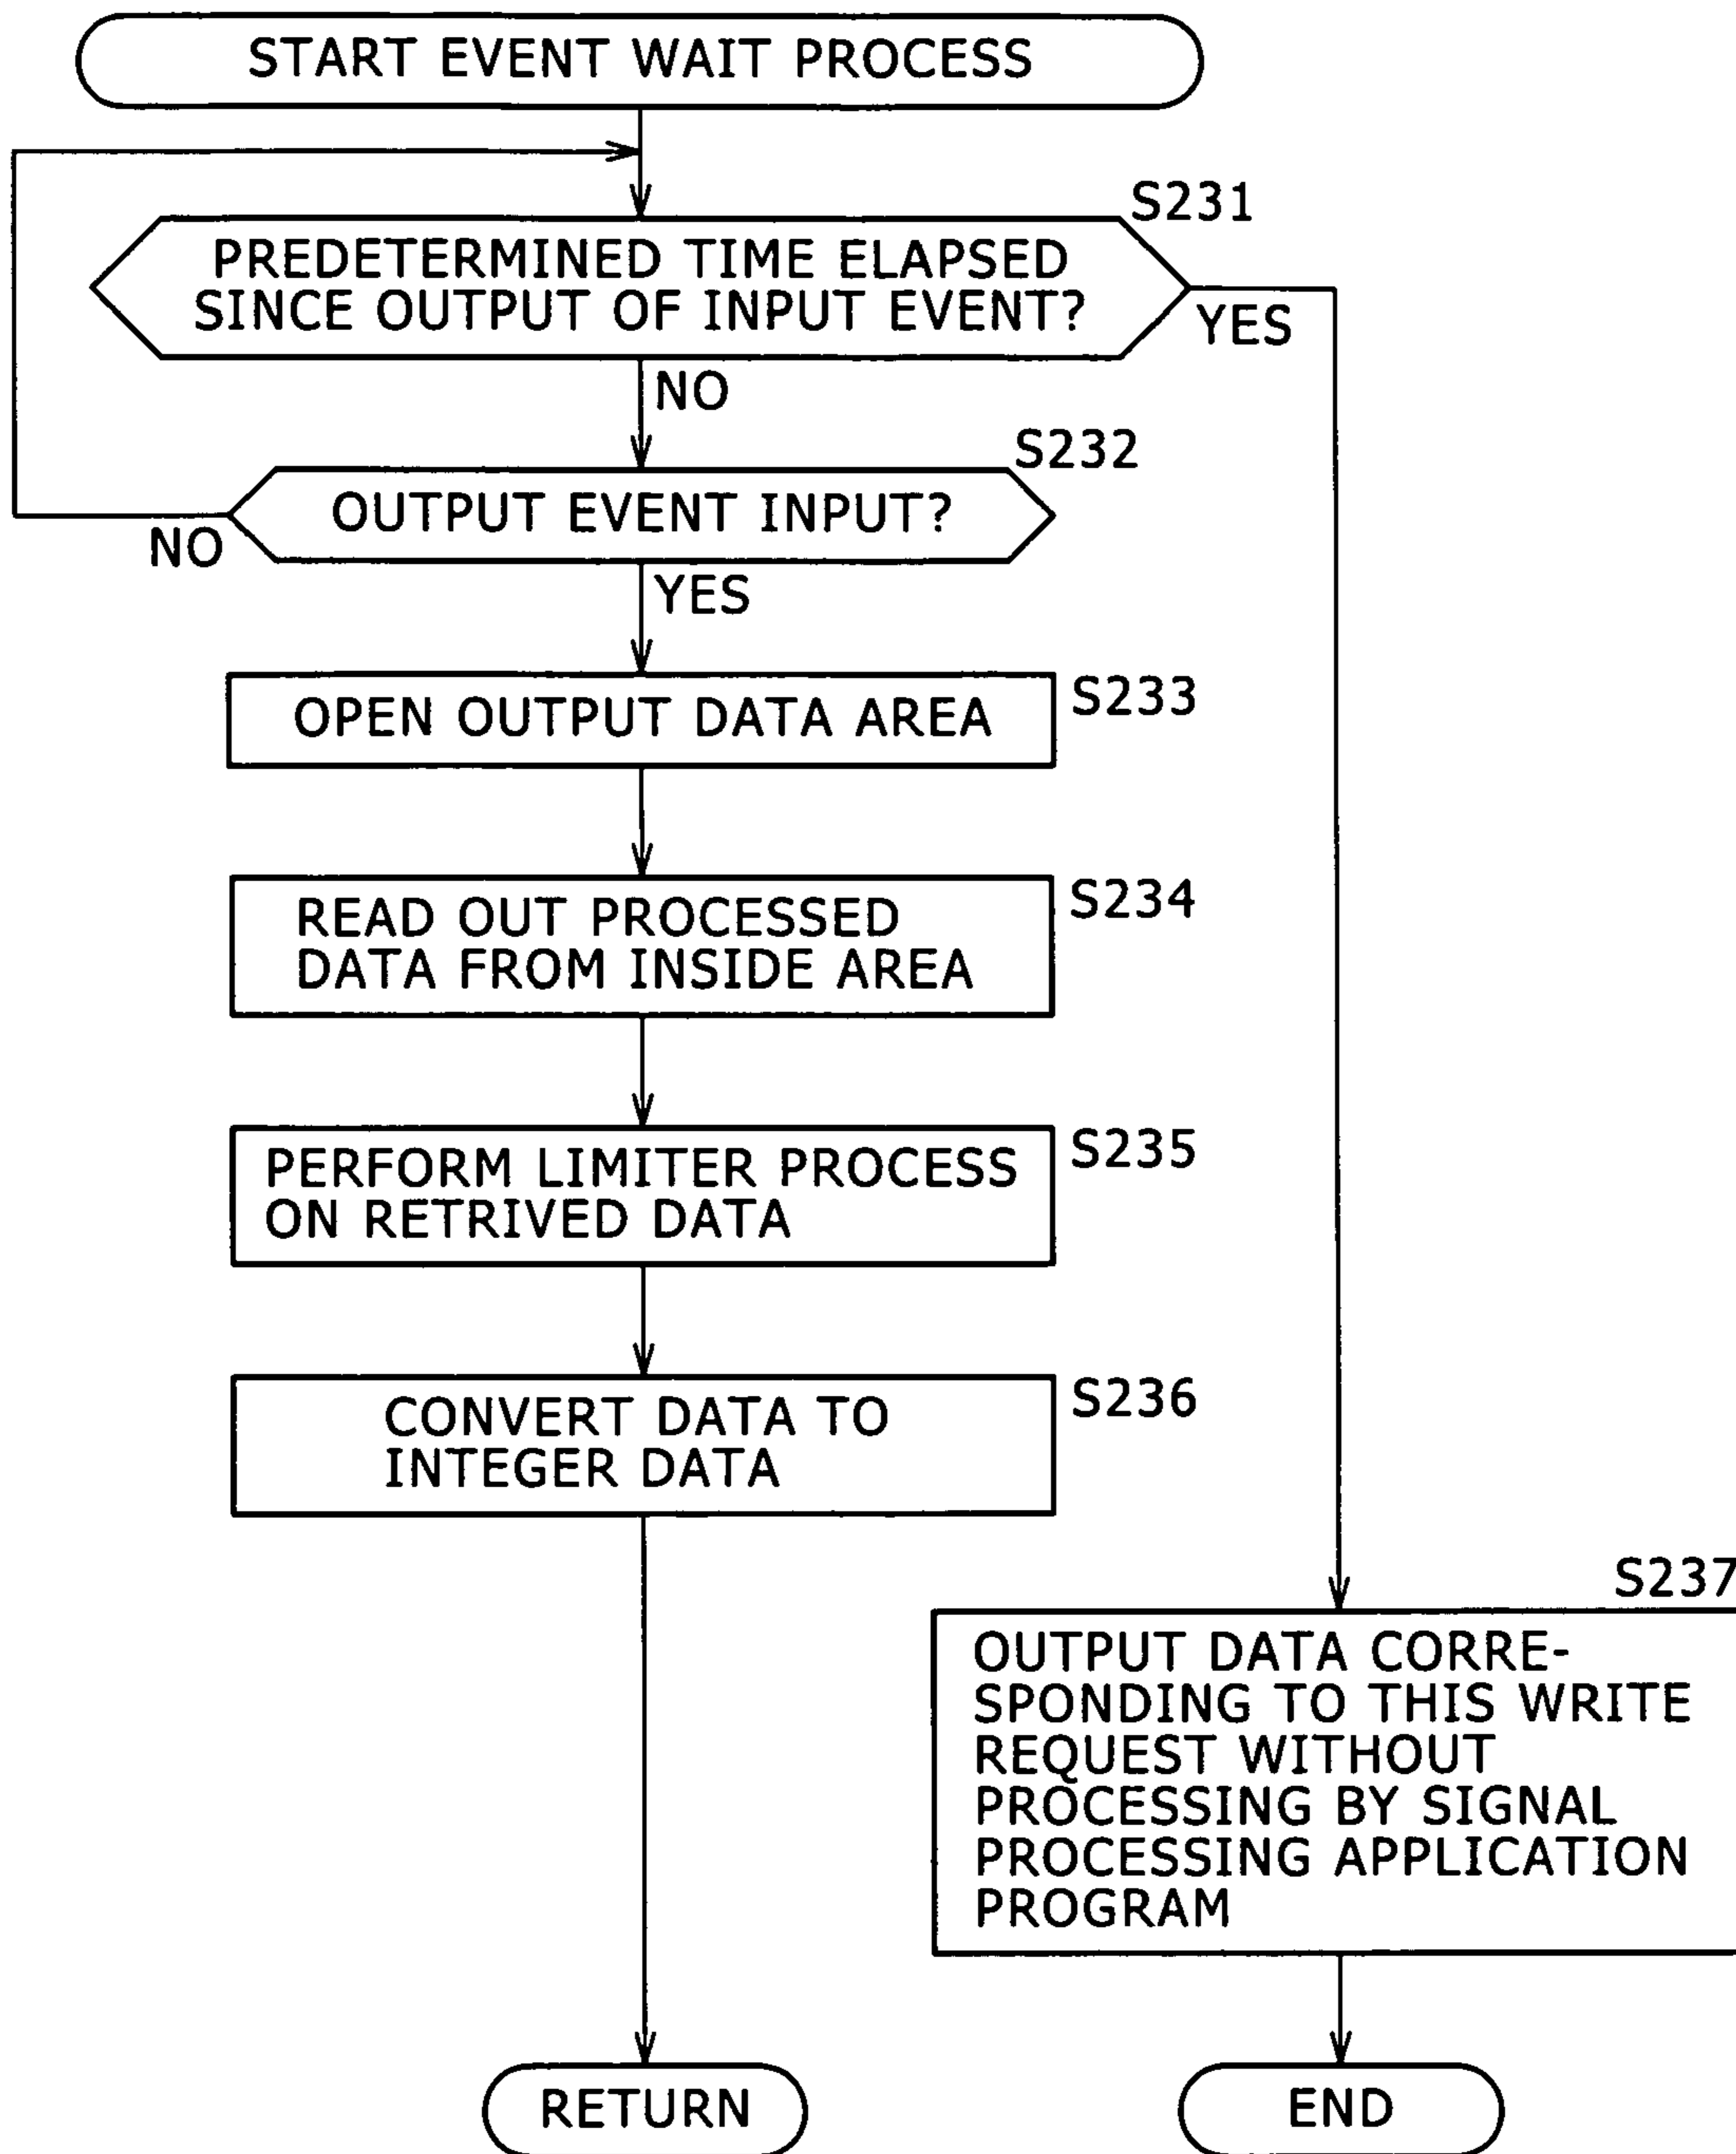 START EVENT WAIT PROCESS
S231
PREDETERMINED TIME ELAPSED
SINCE OUTPUT OF INPUT EVENT?
YES
NO
S232
OUTPUT EVENT INPUT?
NO
YES
S233
OPEN OUTPUT DATA AREA
S234
READ OUT PROCESSED
DATA FROM INSIDE AREA
S235
PERFORM LIMITER PROCESS
ON RETRIVED DATA
S236
CONVERT DATA TO
INTEGER DATA
S237
OUTPUT DATA CORRE-
SPONDING TO THIS WRITE
REQUEST WITHOUT
PROCESSING BY SIGNAL
PROCESSING APPLICATION
PROGRAM
RETURN
END